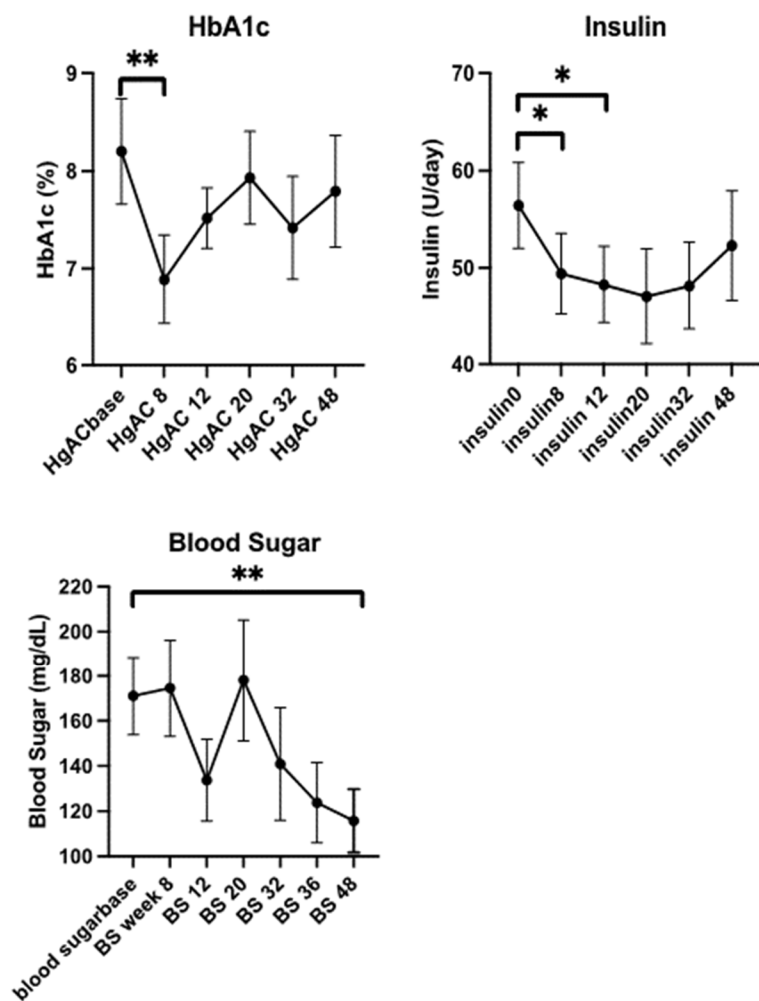 HbA1c
**
9
8
7
6
HbA1c (%)
HgACbase
HgAC 8
HgAC 12
HgAC 20
HgAC 32
HgAC 48
Insulin
*
*
70
60
50
40
Insulin (U/day)
insulin0
insulin8
insulin 12
insulin20
insulin32
insulin 48
Blood Sugar
**
220
200
180
160
140
120
100
Blood Sugar (mg/dL)
blood sugarbase
BS week 8
BS 12
BS 20
BS 32
BS 36
BS 48